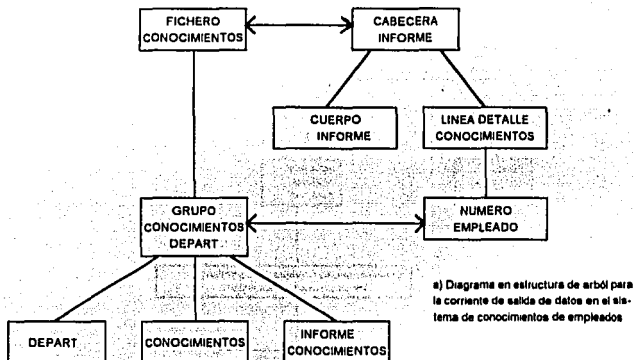 FICHERO
CONOCIMIENTOS
CABECERA
INFORME
CUERPO
INFORME
LINEA DETALLE
CONOCIMIENTOS
GRUPO
CONOCIMIENTOS
DEPART
NUMERO
EMPLEADO
DEPART
CONOCIMIENTOS
INFORME
CONOCIMIENTOS
a) Diagrama en estructura de arból para
la corriente de salida de datos en el sis-
tema de conocimientos de empleados